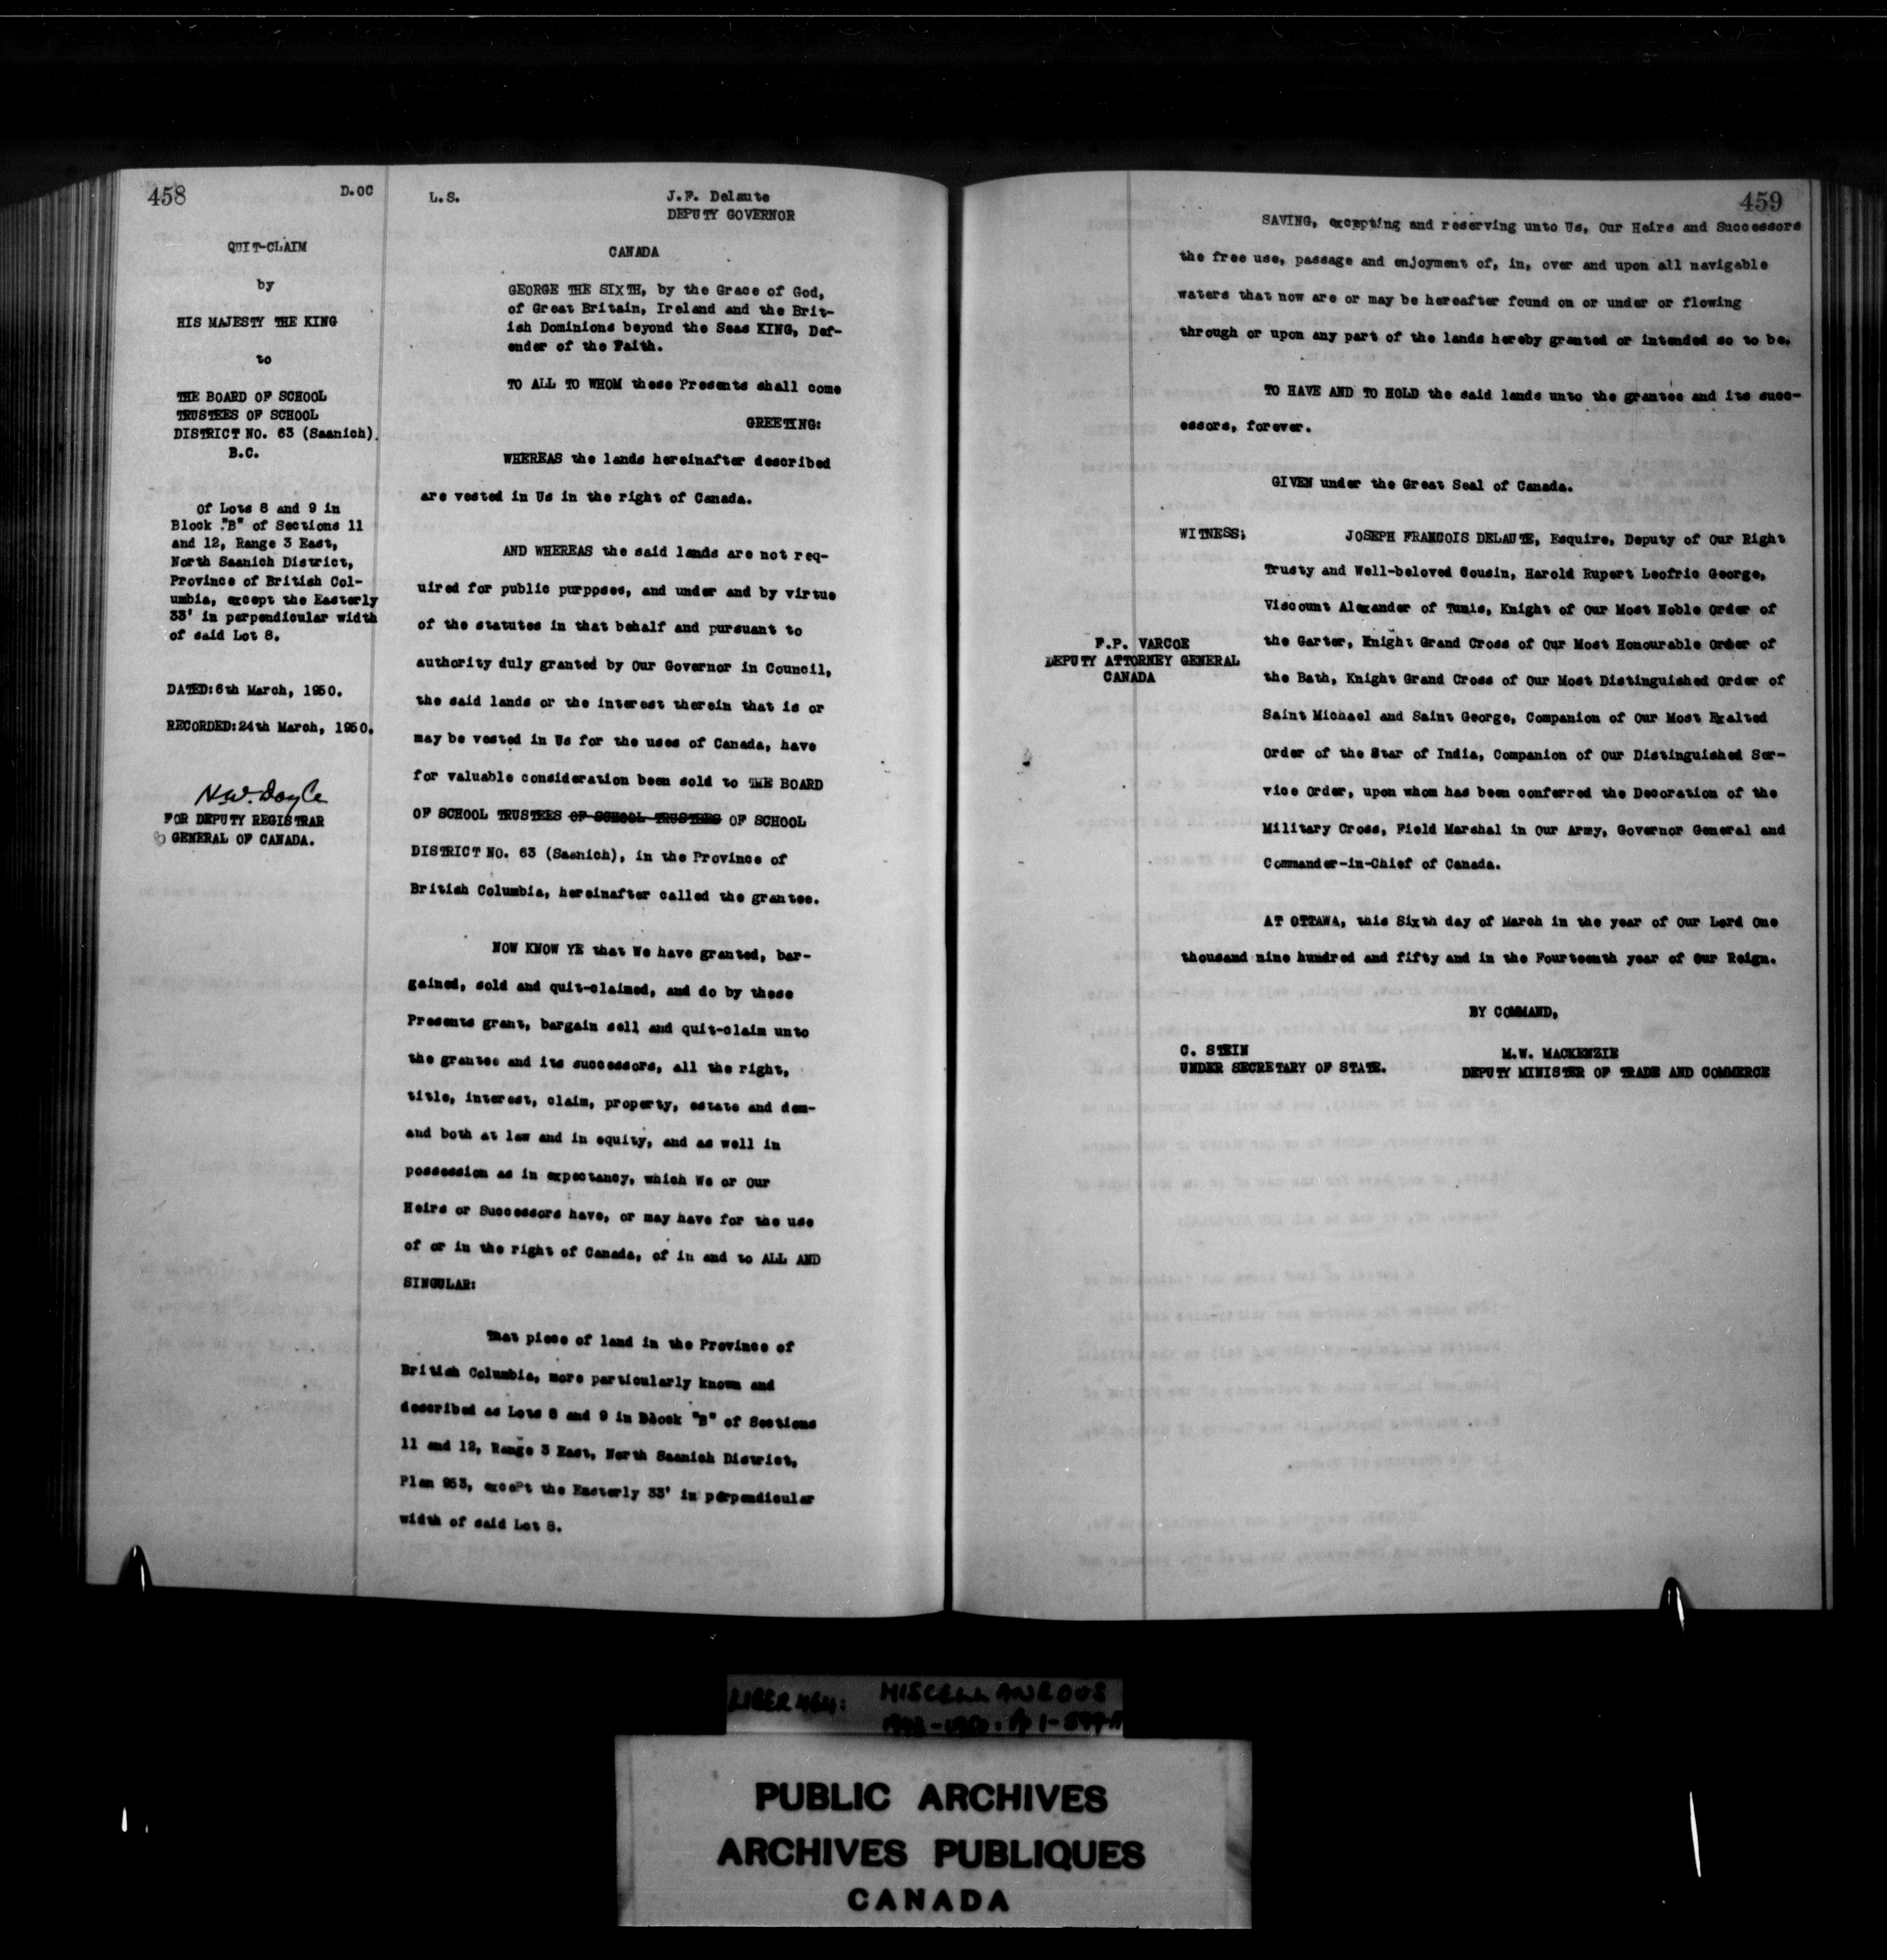 458
D.OC
QUIT-CLAIM
by
HIS MAJESTY THE KING
to
THE BOARD OF SCHOOL
TRUSTEES OF SCHOOL
DISTRICT NO. 63 (Saanich),
B.C.
Of Lots 8 and 9 in
Block "B" of Sections 11
and 12, Range 3 East,
North Saanich District,
Province of British Col-
umbia, except the Easterly
33' in perpendicular width
of said Lot 8.
DATED: 6th March, 1950.
RECORDED: 24th March, 1950.
H.W. Doyle
FOR DEPUTY REGISTRAR
GENERAL OF CANADA.
L.S.
J.F. Delaute
DEPUTY GOVERNOR
CANADA
GEORGE THE SIXTH, by the Grace of God,
of Great Britain, Ireland and the Brit-
ish Dominions beyond the Seas KING, Def-
ender of the Faith.
TO ALL TO WHOM these Presents shall come
GREETING:
WHEREAS the lands hereinafter described
are vested in Us in the right of Canada.
AND WHEREAS the said lands are not req-
uired for public purposes, and under and by virtue
of the statutes in that behalf and pursuant to
authority duly granted by Our Governor in Council,
the said lands or the interest therein that is or
may be vested in Us for the uses of Canada, have
for valuable consideration been sold to THE BOARD
OF SCHOOL TRUSTEES OF SCHOOL TRUSTEES OF SCHOOL
DISTRICT NO. 63 (Saanich), in the Province of
British Columbia, hereinafter called the grantee.
NOW KNOW YE that We have granted, bar-
gained, sold and quit-claimed, and do by these
Presents grant, bargain sell and quit-claim unto
the grantee and its successors, all the right,
title, interest, claim, property, estate and dem-
and both at law and in equity, and as well in
possession as in expectancy, which We or Our
Heirs or Successors have, or may have for the use
of or in the right of Canada, of in and to ALL AND
SINGULAR:
That piece of land in the Province of
British Columbia, more particularly known and
described as Lots 8 and 9 in Block "B" of Sections
11 and 12, Range 3 East, North Saanich District,
Plan 953, except the Easterly 33' in perpendicular
width of said Lot 8.
459
SAVING, excepting and reserving unto Us, Our Heirs and Successors
the free use, passage and enjoyment of, in, over and upon all navigable
waters that now are or may be hereafter found on or under or flowing
through or upon any part of the lands hereby granted or intended so to be.
TO HAVE AND TO HOLD the said lands unto the grantee and its succ-
essors, forever.
GIVEN under the Great Seal of Canada.
WITNESS: JOSEPH FRANCOIS DELAUTE, Esquire, Deputy of Our Right
Trusty and Well-beloved Cousin, Harold Rupert Leofric George,
Viscount Alexander of Tunis, Knight of Our Most Noble Order of
the Garter, Knight Grand Cross of Our Most Honourable Order of
the Bath, Knight Grand Cross of Our Most Distinguished Order of
Saint Michael and Saint George, Companion of Our Most Exalted
Order of the Star of India, Companion of Our Distinguished Ser-
vice Order, upon whom has been conferred the Decoration of the
Military Cross, Field Marshal in Our Army, Governor General and
Commander-in-Chief of Canada.
F.P. VARCOE
DEPUTY ATTORNEY GENERAL
CANADA
AT OTTAWA, this Sixth day of March in the year of Our Lord One
thousand nine hundred and fifty and in the Fourteenth year of Our Reign.
BY COMMAND,
C. STEIN
UNDER SECRETARY OF STATE.
M.W. MACKENZIE
DEPUTY MINISTER OF TRADE AND COMMERCE
LIBER 464: MISCELLANEOUS
PUBLIC ARCHIVES
ARCHIVES PUBLIQUES
CANADA